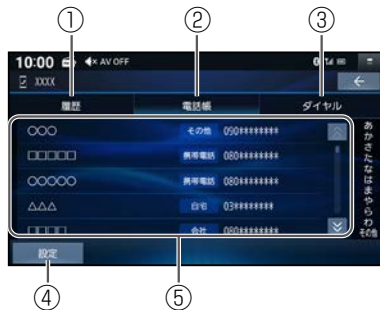 ① ② ③
10:00 AV OFF
XXXX
履歴 電話帳 ダイヤル
○○○ その他 090********
□□□□□ 携帯電話 080********
○○○○○ 携帯電話 080********
△△△ 自宅 03********
□□□□ 会社 080********
あかさたなはまやらわその他
設定
④ ⑤